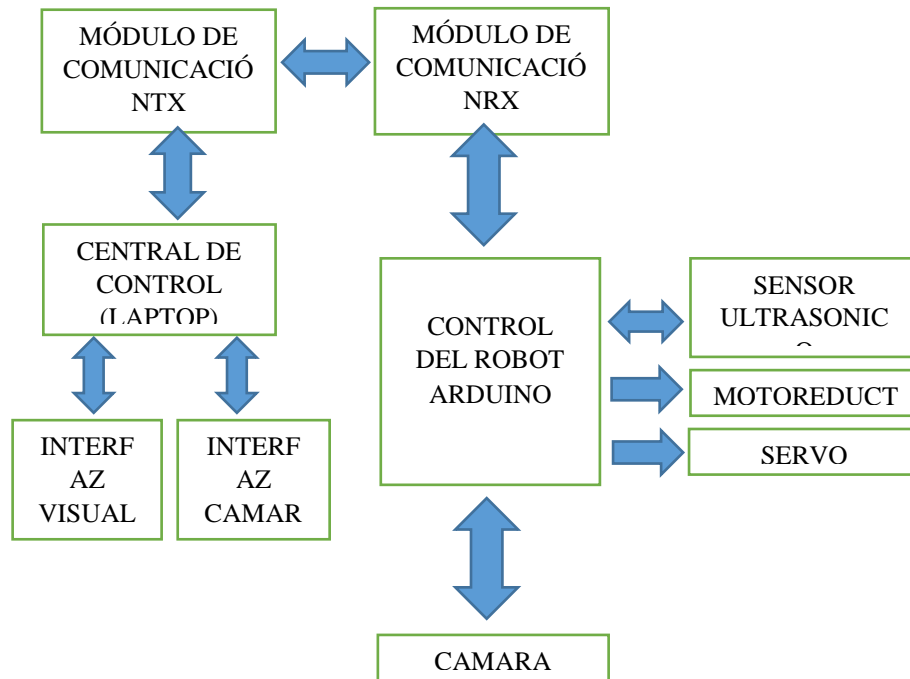 MÓDULO DE
COMUNICACIÓ
NTX
MÓDULO DE
COMUNICACIÓ
NRX
CENTRAL DE
CONTROL
(LAPTOP)
CONTROL
DEL ROBOT
ARDUINO
SENSOR
ULTRASONIC
O
MOTOREDUCT
SERVO
INTERF
AZ
VISUAL
INTERF
AZ
CAMAR
CAMARA